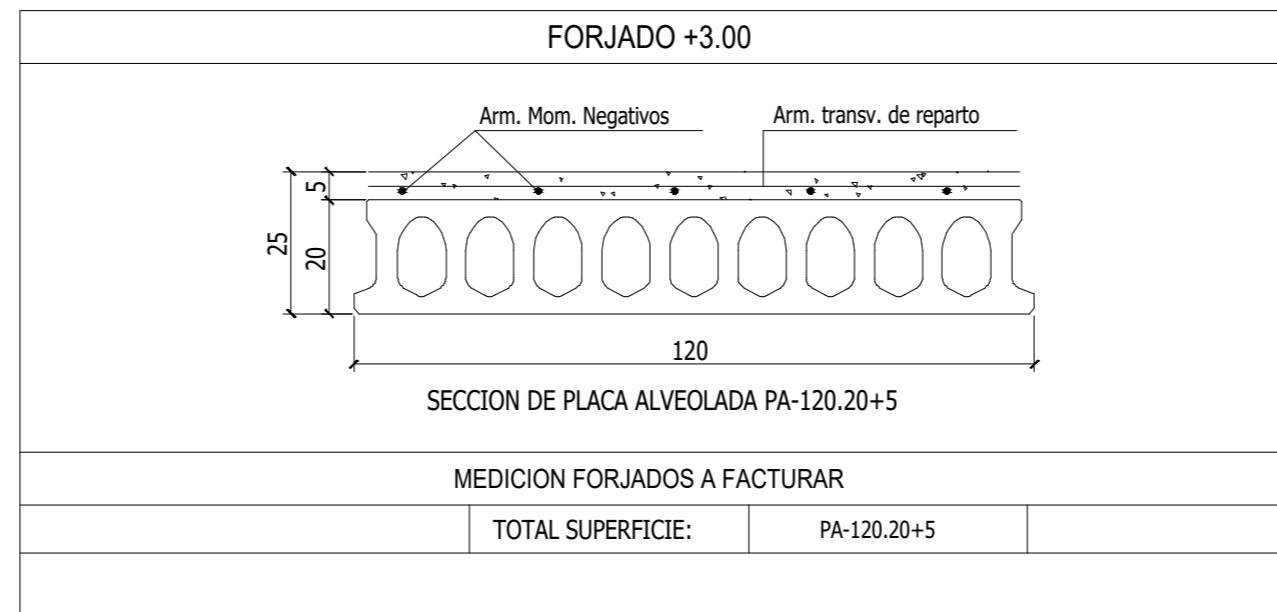 FORJADO +3.00
Arm. Mom. Negativos
Arm. transv. de reparto
5
25
20
120
SECCION DE PLACA ALVEOLADA PA-120.20+5
MEDICION FORJADOS A FACTURAR
TOTAL SUPERFICIE:
PA-120.20+5